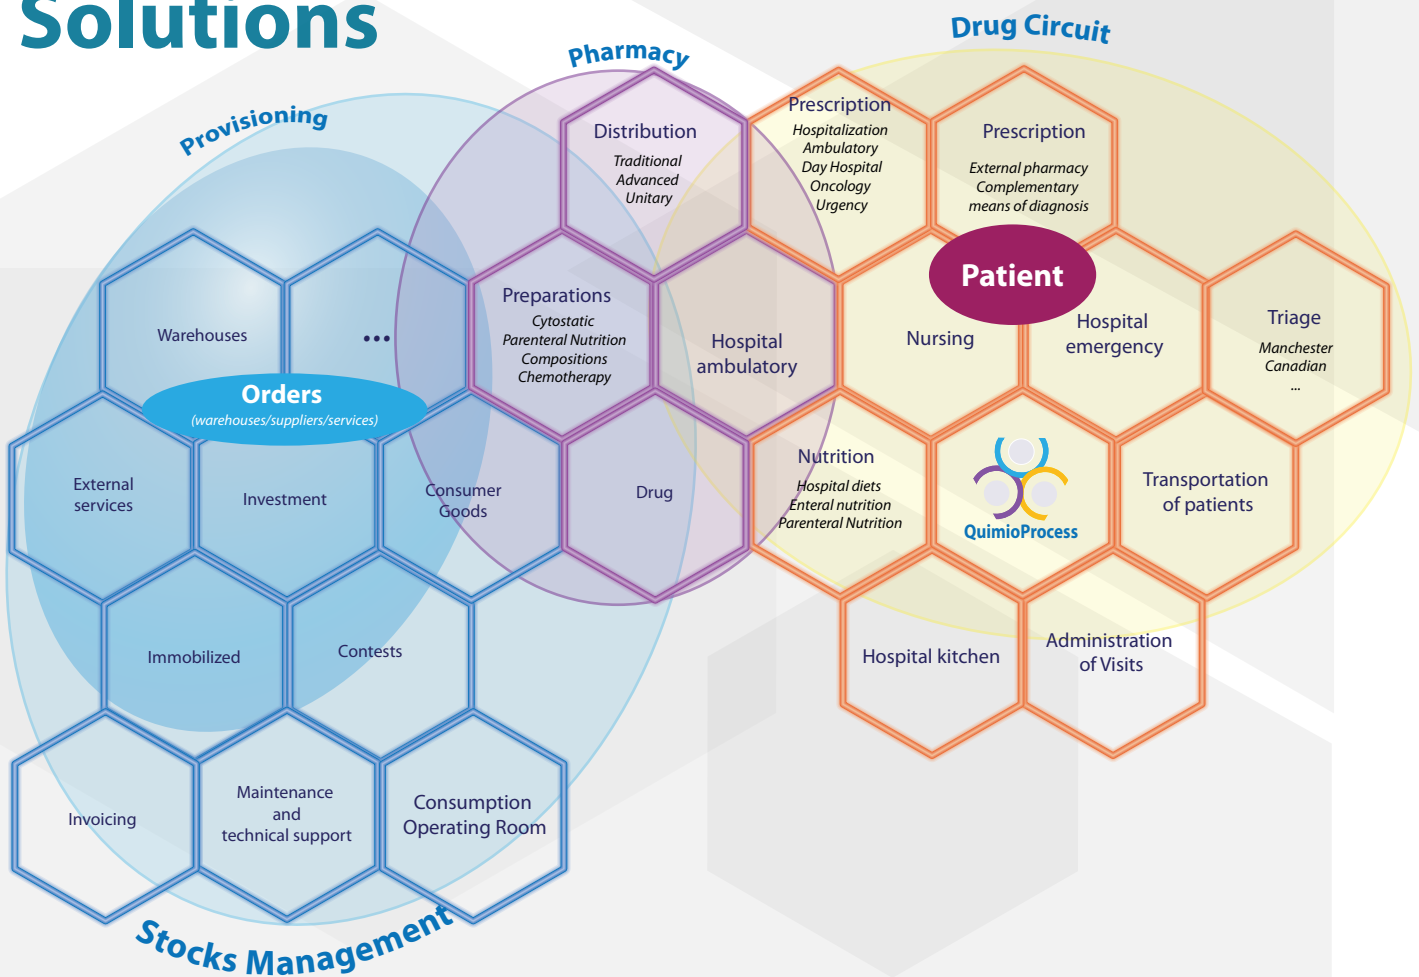 Solutions
Provisioning
Pharmacy
Drug Circuit
Distribution
Traditional
Advanced
Unitary
Prescription
Hospitalization
Ambulatory
Day Hospital
Oncology
Urgency
Prescription
External pharmacy
Complementary
means of diagnosis
Patient
Warehouses
...
Orders
(warehouses/suppliers/services)
Preparations
Cytostatic
Parenteral Nutrition
Compositions
Chemotherapy
Hospital
ambulatory
Nursing
Hospital
emergency
Triage
Manchester
Canadian
...
External
services
Investment
Consumer
Goods
Drug
Nutrition
Hospital diets
Enteral nutrition
Parenteral Nutrition
QuimioProcess
Transportation
of patients
Immobilized
Contests
Hospital kitchen
Administration
of Visits
Invoicing
Maintenance
and
technical support
Consumption
Operating Room
Stocks Management